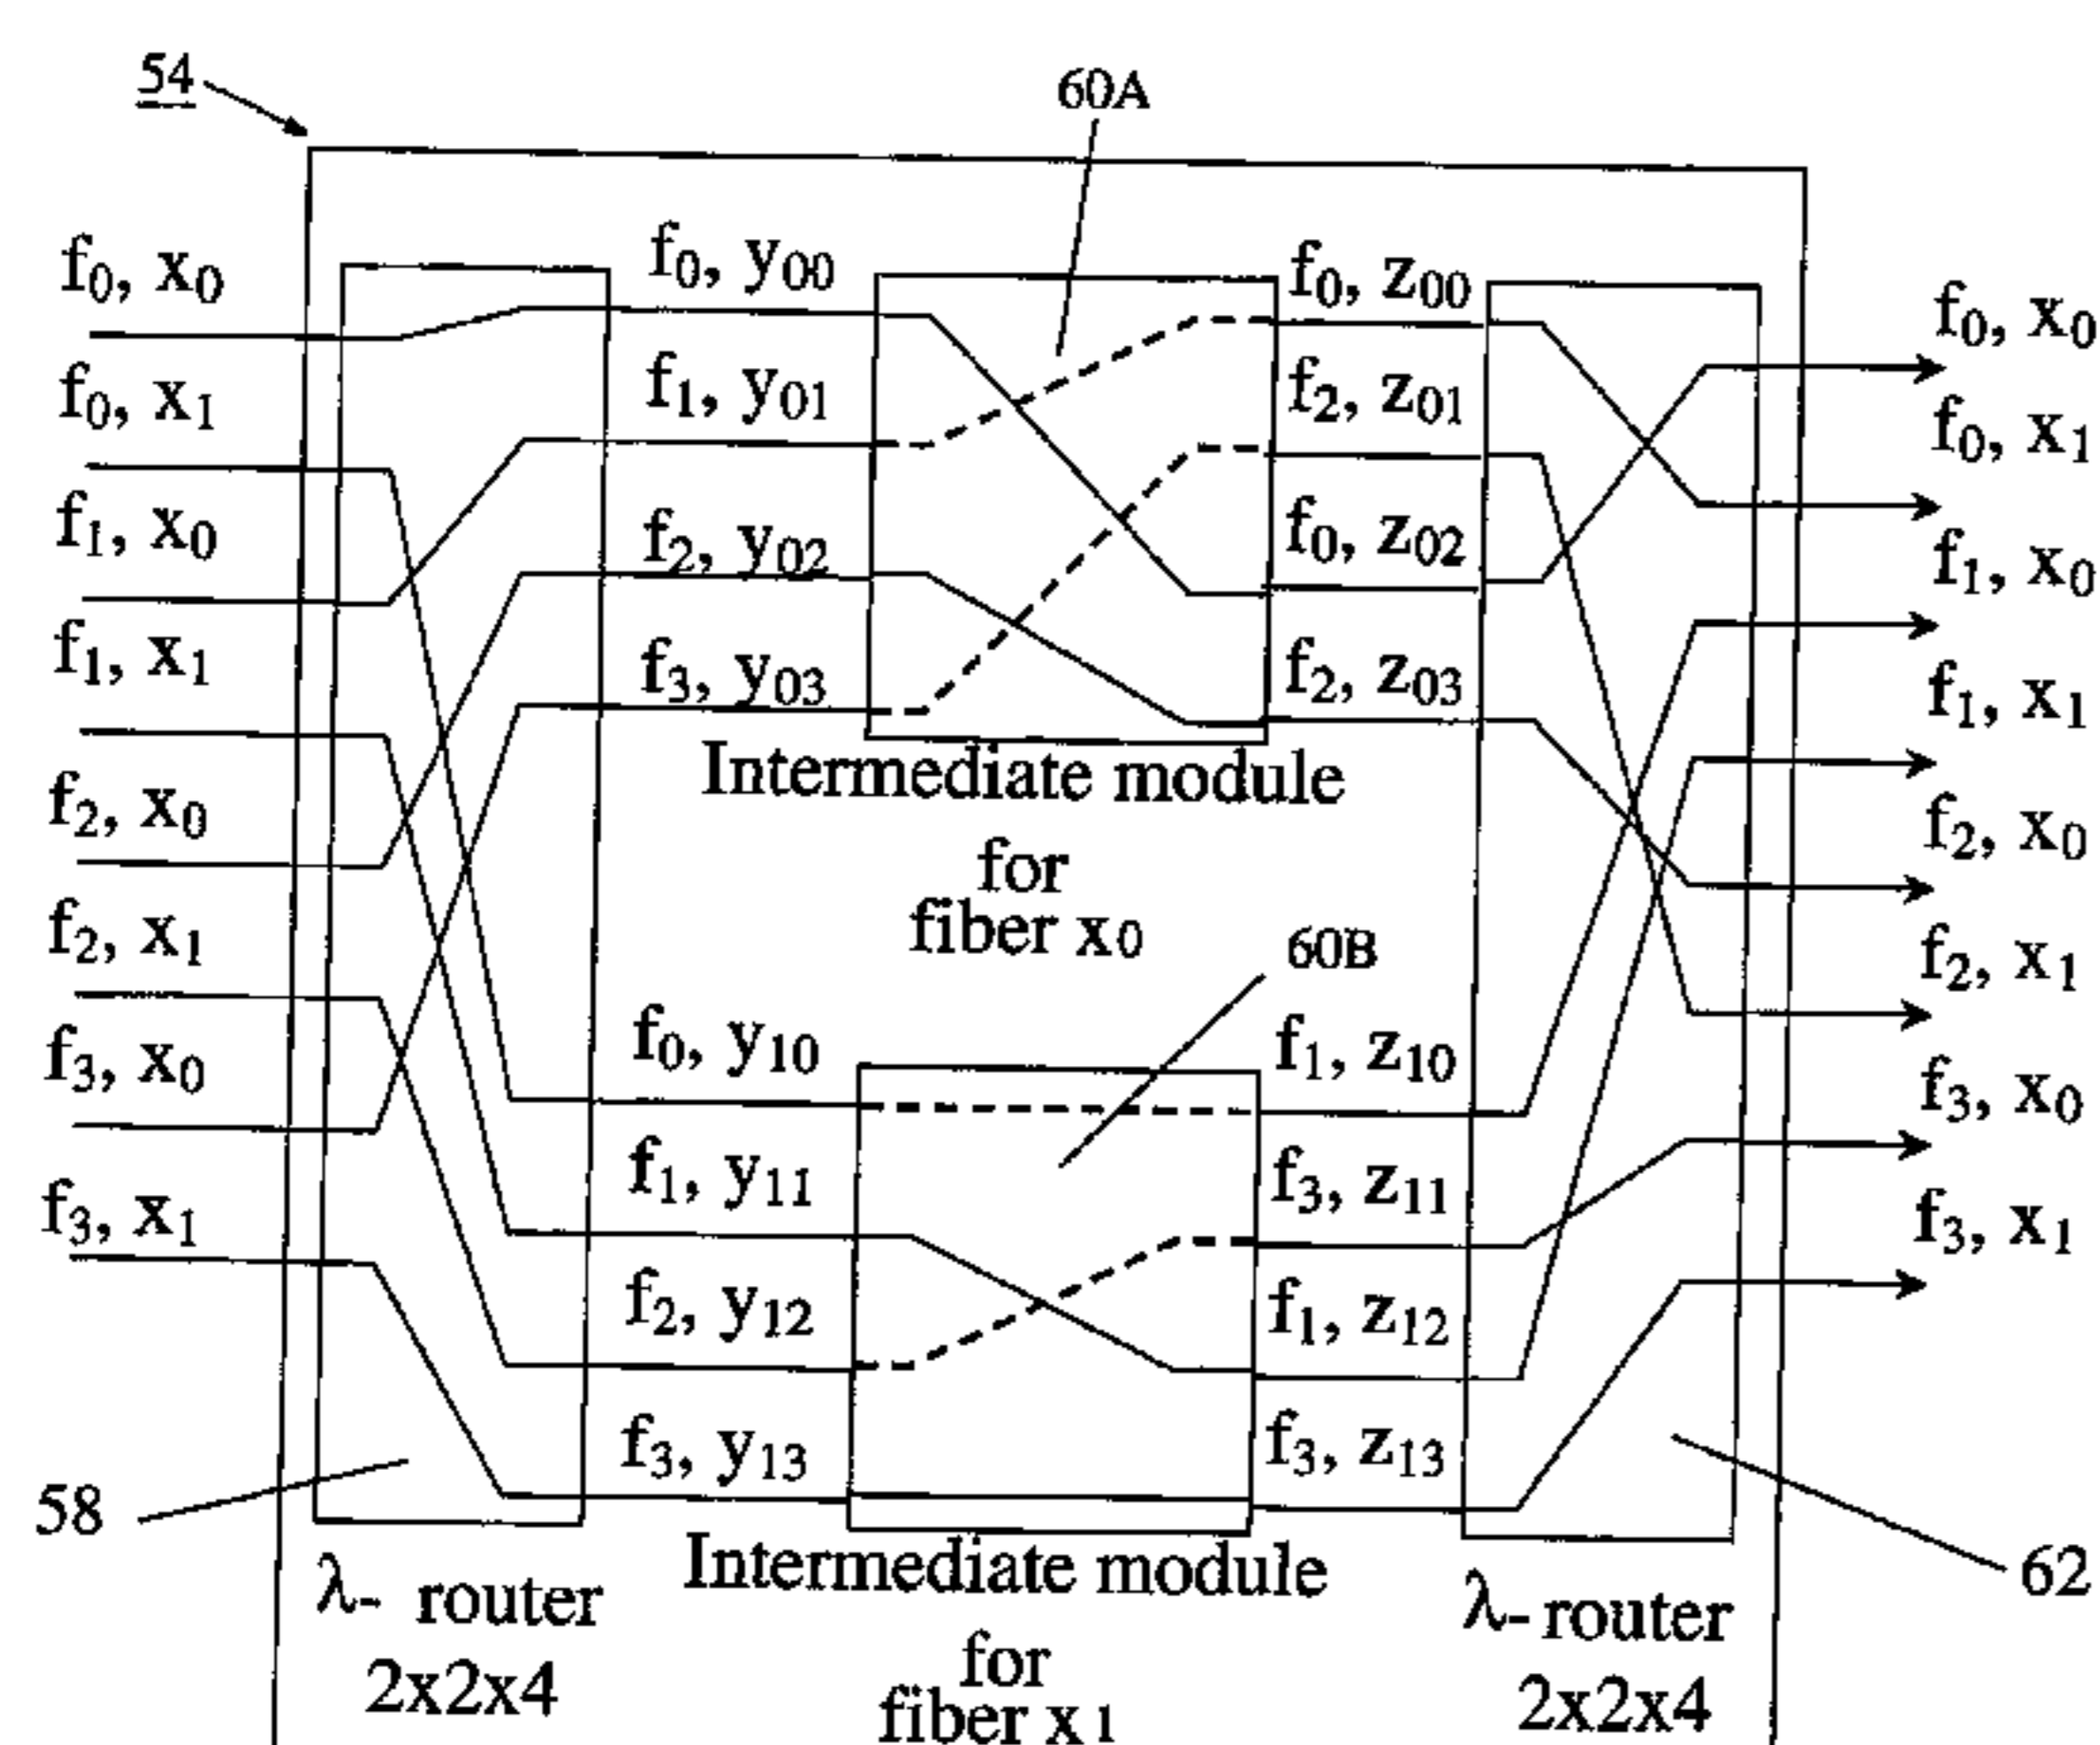 54
60A
f₀, x₀
f₀, x₁
f₁, x₀
f₁, x₁
f₂, x₀
f₂, x₁
f₃, x₀
f₃, x₁
f₀, y₀₀
f₁, y₀₁
f₂, y₀₂
f₃, y₀₃
f₀, z₀₀
f₂, z₀₁
f₀, z₀₂
f₂, z₀₃
Intermediate module
for
fiber x₀
60B
f₀, y₁₀
f₁, y₁₁
f₂, y₁₂
f₃, y₁₃
f₁, z₁₀
f₃, z₁₁
f₁, z₁₂
f₃, z₁₃
Intermediate module
for
fiber x₁
f₀, x₀
f₀, x₁
f₁, x₀
f₁, x₁
f₂, x₀
f₂, x₁
f₃, x₀
f₃, x₁
58
λ- router
2x2x4
62
λ- router
2x2x4